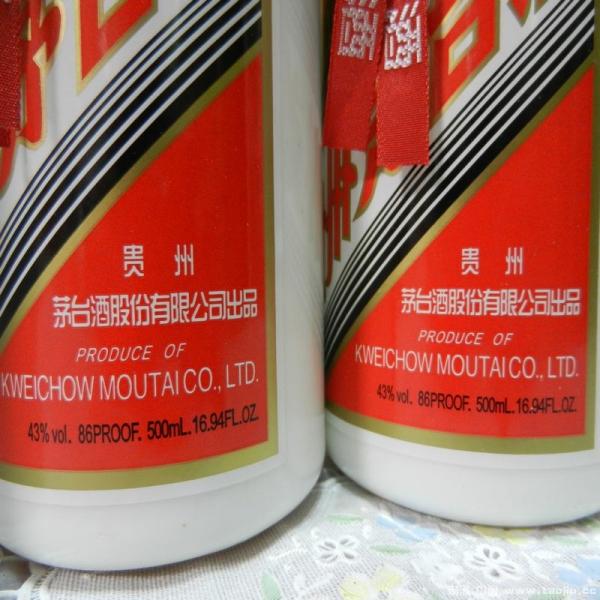 贵 州
茅台酒股份有限公司出品
PRODUCE OF
KWEICHOW MOUTAI CO., LTD.
43% vol. 86PROOF. 500mL. 16.94FL.OZ.
贵 州
茅台酒股份有限公司出品
PRODUCE OF
KWEICHOW MOUTAI CO., LTD.
43% vol. 86PROOF. 500mL. 16.94FL.OZ.